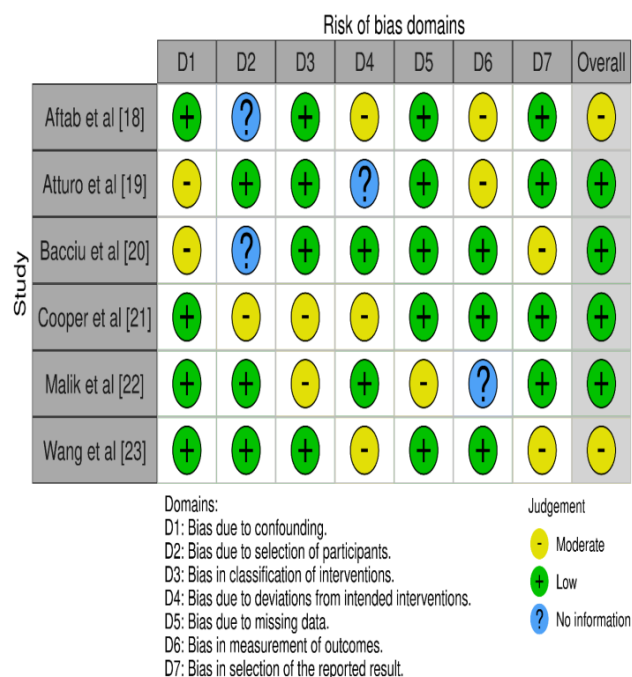 Risk of bias domains
D1 D2 D3 D4 D5 D6 D7 Overall
Study
Aftab et al [18] + ? + - + - + -
Atturo et al [19] - + + ? + - + +
Bacciu et al [20] - ? + + + + - +
Cooper et al [21] + - - - + + + +
Malik et al [22] + + - + - ? + +
Wang et al [23] + + + - + + - -
Domains:
D1: Bias due to confounding.
D2: Bias due to selection of participants.
D3: Bias in classification of interventions.
D4: Bias due to deviations from intended interventions.
D5: Bias due to missing data.
D6: Bias in measurement of outcomes.
D7: Bias in selection of the reported result.
Judgement
- Moderate
+ Low
? No information